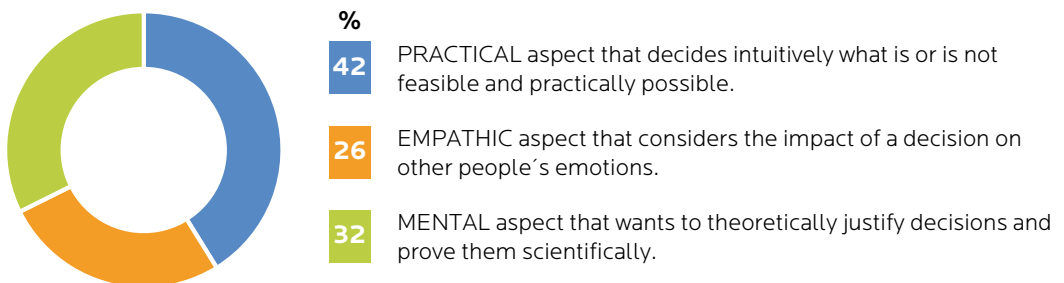 %
42
PRACTICAL aspect that decides intuitively what is or is not
feasible and practically possible.
26
EMPATHIC aspect that considers the impact of a decision on
other people´s emotions.
32
MENTAL aspect that wants to theoretically justify decisions and
prove them scientifically.